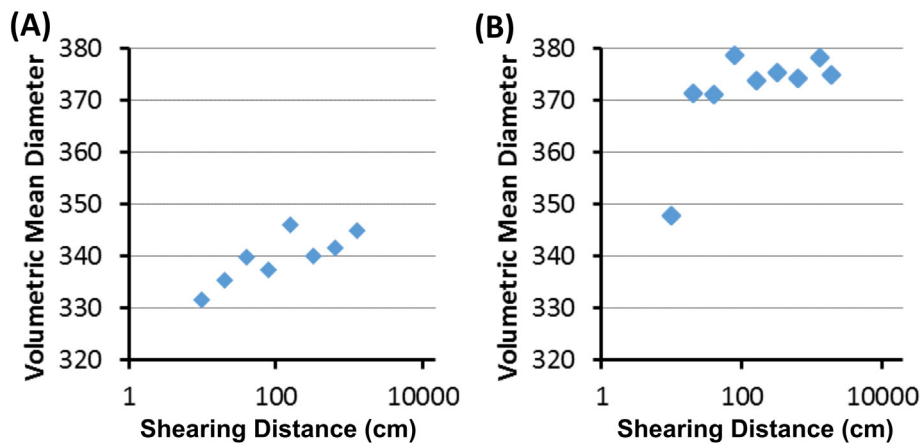 (A)
Volumetric Mean Diameter
380
370
360
350
340
330
320
1 100 10000
Shearing Distance (cm)
(B)
Volumetric Mean Diameter
380
370
360
350
340
330
320
1 100 10000
Shearing Distance (cm)